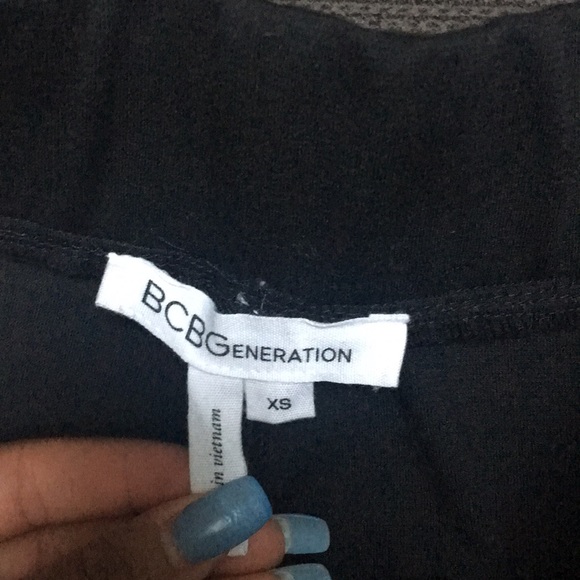 BCBGENERATION
XS
in vietnam